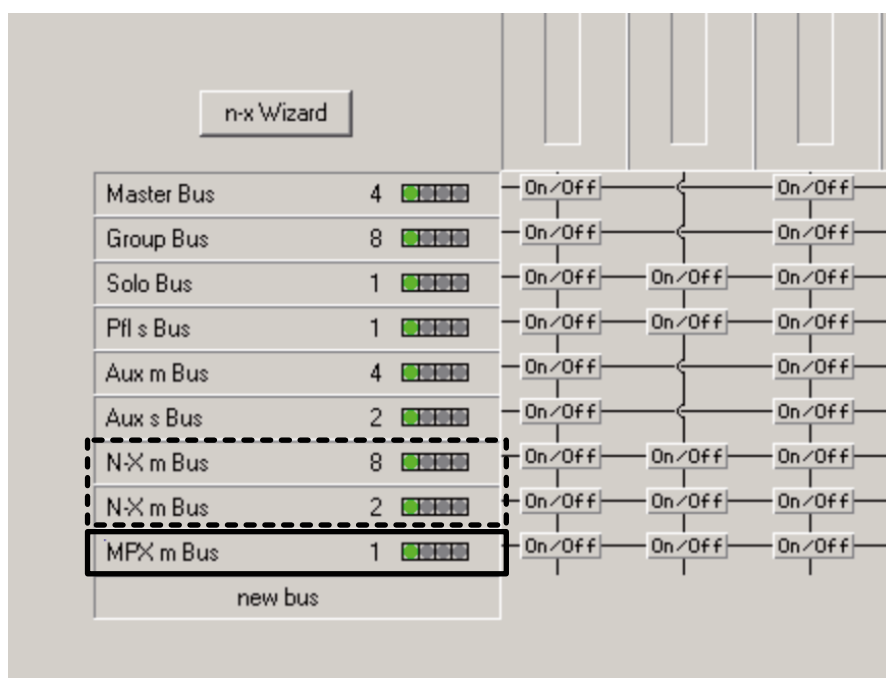 n-x Wizard
Master Bus 4 On/Off On/Off
Group Bus 8 On/Off On/Off
Solo Bus 1 On/Off On/Off On/Off
Pfl s Bus 1 On/Off On/Off On/Off
Aux m Bus 4 On/Off On/Off
Aux s Bus 2 On/Off On/Off
N-X m Bus 8 On/Off On/Off On/Off
N-X m Bus 2 On/Off On/Off On/Off
MPX m Bus 1 On/Off On/Off On/Off
new bus